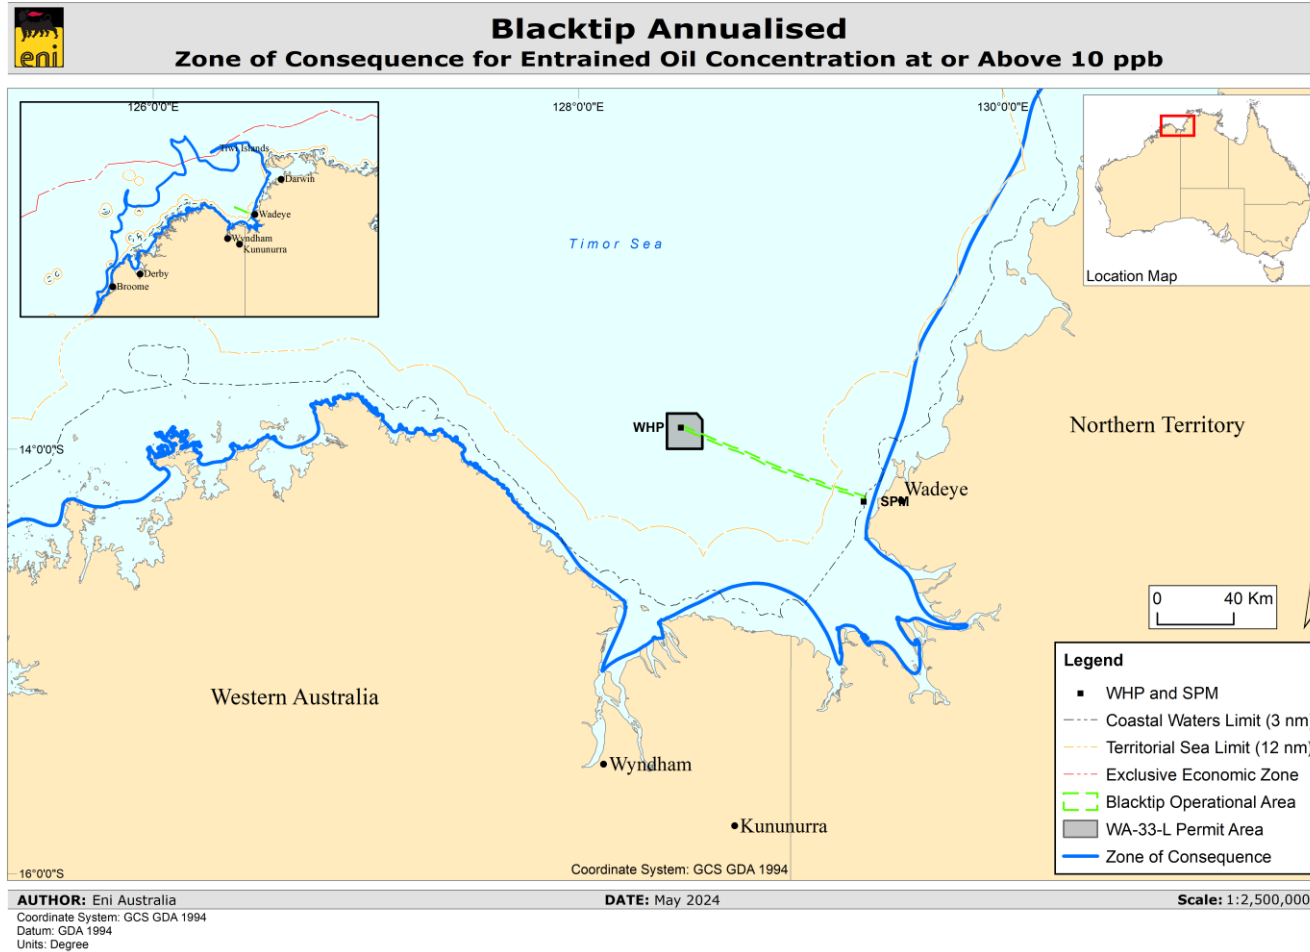 eni
Blacktip Annualised
Zone of Consequence for Entrained Oil Concentration at or Above 10 ppb
126°0'0"E
128°0'0"E
130°0'0"E
Tiwi Islands
Darwin
Wadeye
Wyndham
Kununurra
Derby
Broome
Location Map
Timor Sea
14°0'0"S
WHP
SPM
Wadeye
Northern Territory
Western Australia
Wyndham
Kununurra
0 40 Km
Legend
WHP and SPM
Coastal Waters Limit (3 nm)
Territorial Sea Limit (12 nm)
Exclusive Economic Zone
Blacktip Operational Area
WA-33-L Permit Area
Zone of Consequence
16°0'0"S
Coordinate System: GCS GDA 1994
AUTHOR: Eni Australia
DATE: May 2024
Scale: 1:2,500,000
Coordinate System: GCS GDA 1994
Datum: GDA 1994
Units: Degree